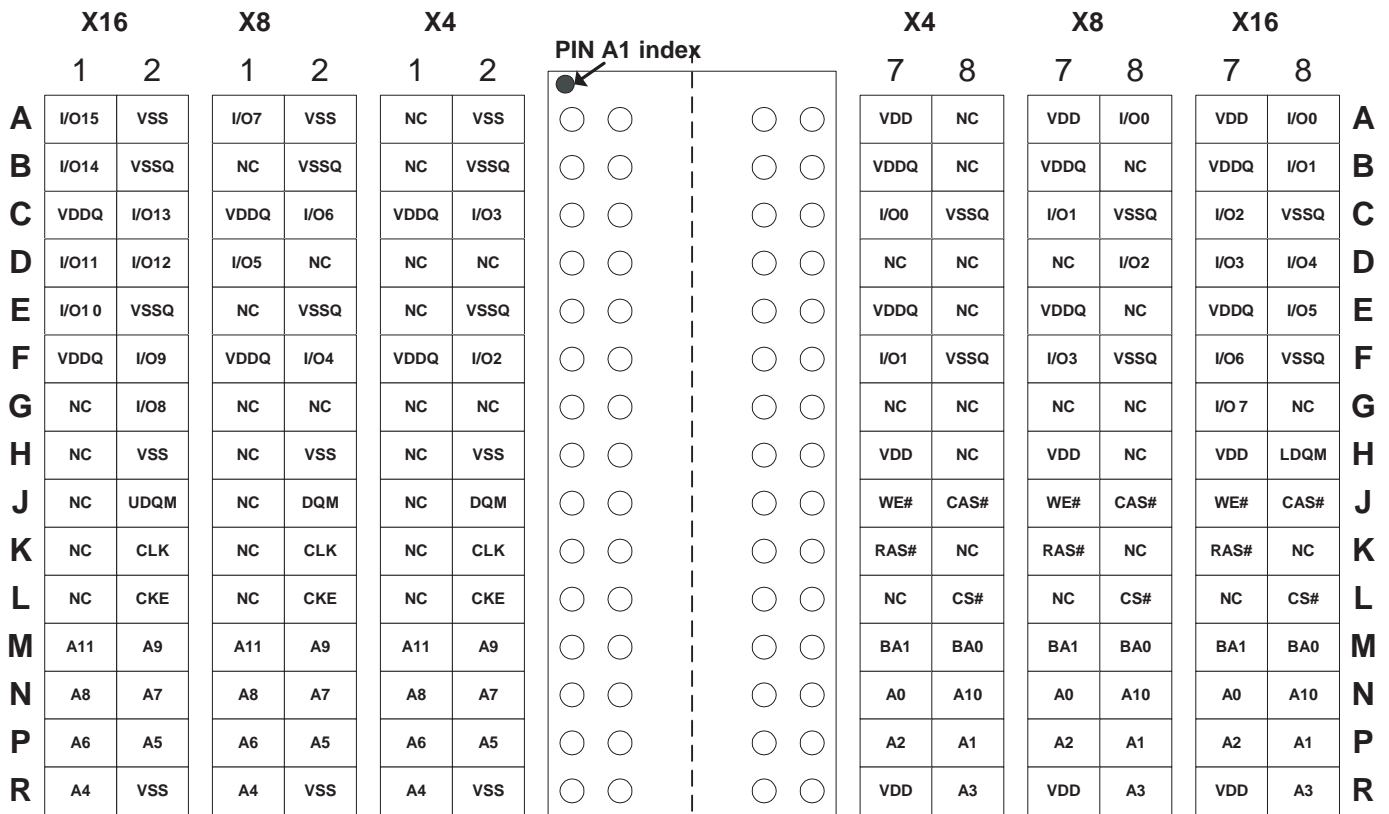 X16 X8 X4 X4 X8 X16
PIN A1 index
1 2 1 2 1 2 7 8 7 8 7 8
A I/O15 VSS I/O7 VSS NC VSS VDD NC VDD I/O0 VDD I/O0 A
B I/O14 VSSQ NC VSSQ NC VSSQ VDDQ NC VDDQ NC VDDQ I/O1 B
C VDDQ I/O13 VDDQ I/O6 VDDQ I/O3 I/O0 VSSQ I/O1 VSSQ I/O2 VSSQ C
D I/O11 I/O12 I/O5 NC NC NC NC NC NC I/O2 I/O3 I/O4 D
E I/O10 VSSQ NC VSSQ NC VSSQ VDDQ NC VDDQ NC VDDQ I/O5 E
F VDDQ I/O9 VDDQ I/O4 VDDQ I/O2 I/O1 VSSQ I/O3 VSSQ I/O6 VSSQ F
G NC I/O8 NC NC NC NC NC NC NC NC I/O 7 NC G
H NC VSS NC VSS NC VSS VDD NC VDD NC VDD LDQM H
J NC UDQM NC DQM NC DQM WE# CAS# WE# CAS# WE# CAS# J
K NC CLK NC CLK NC CLK RAS# NC RAS# NC RAS# NC K
L NC CKE NC CKE NC CKE NC CS# NC CS# NC CS# L
M A11 A9 A11 A9 A11 A9 BA1 BA0 BA1 BA0 BA1 BA0 M
N A8 A7 A8 A7 A8 A7 A0 A10 A0 A10 A0 A10 N
P A6 A5 A6 A5 A6 A5 A2 A1 A2 A1 A2 A1 P
R A4 VSS A4 VSS A4 VSS VDD A3 VDD A3 VDD A3 R